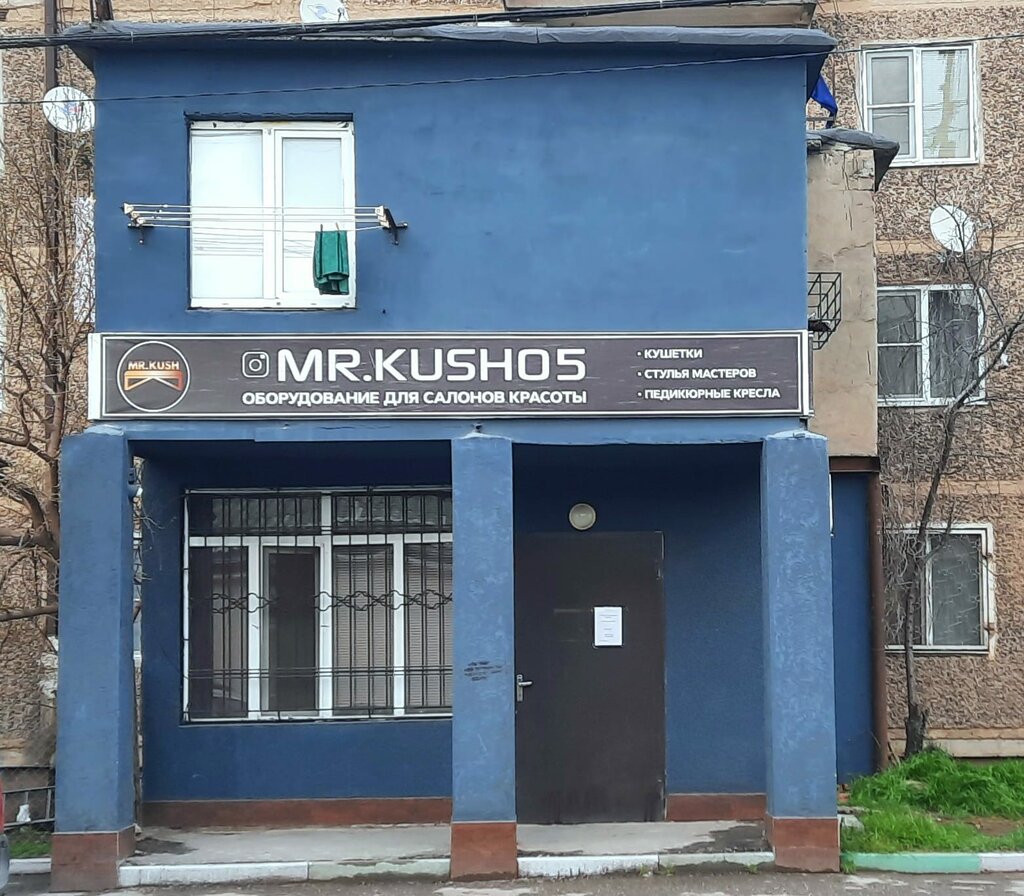 MR.KUSH
MR.KUSH05
ОБОРУДОВАНИЕ ДЛЯ САЛОНОВ КРАСОТЫ
• КУШЕТКИ
• СТУЛЬЯ МАСТЕРОВ
• ПЕДИКЮРНЫЕ КРЕСЛА